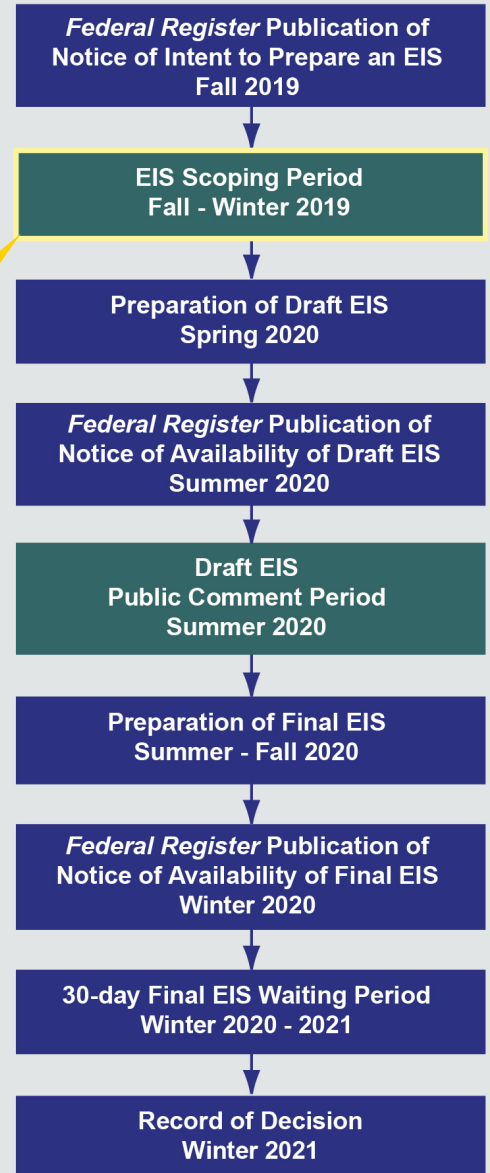 Federal Register Publication of
Notice of Intent to Prepare an EIS
Fall 2019
EIS Scoping Period
Fall - Winter 2019
Preparation of Draft EIS
Spring 2020
Federal Register Publication of
Notice of Availability of Draft EIS
Summer 2020
Draft EIS
Public Comment Period
Summer 2020
Preparation of Final EIS
Summer - Fall 2020
Federal Register Publication of
Notice of Availability of Final EIS
Winter 2020
30-day Final EIS Waiting Period
Winter 2020 - 2021
Record of Decision
Winter 2021